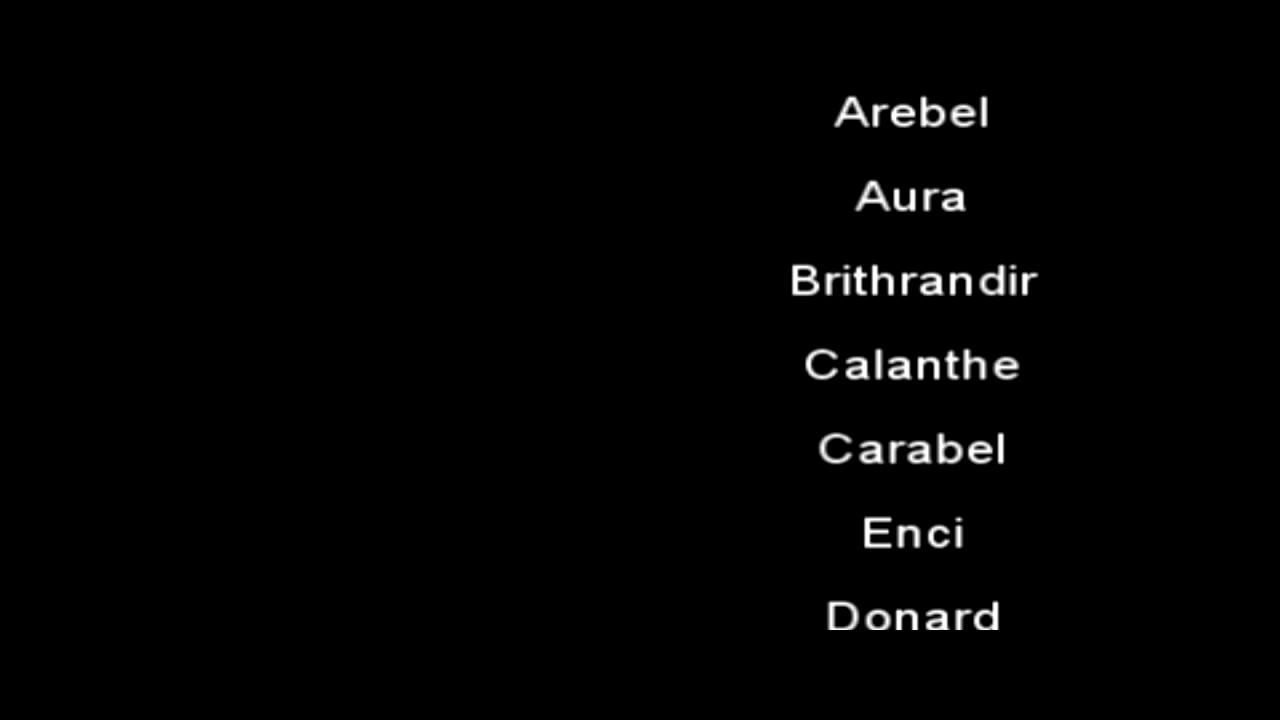 Arebel
Aura
Brithrandir
Calanthe
Carabel
Enci
Donard